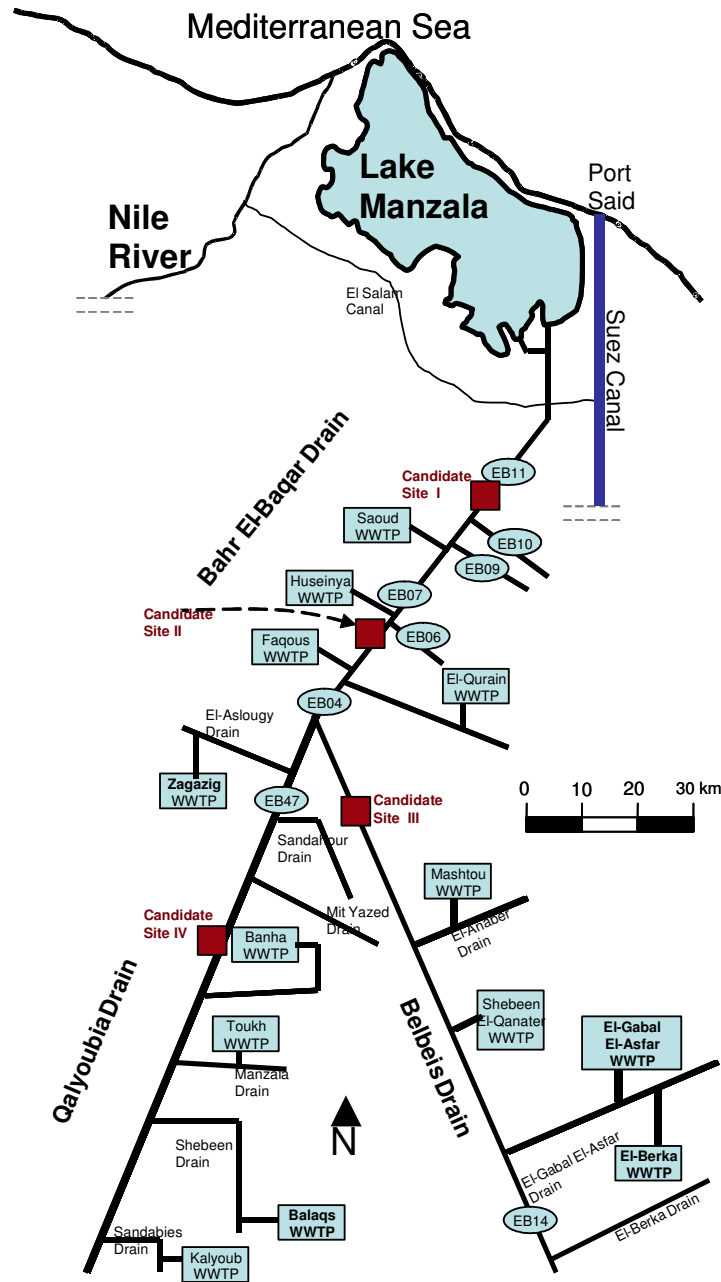 Mediterranean Sea
Lake
Manzala
Port
Said
Nile
River
El Salam
Canal
Suez Canal
Bahr El-Baqar Drain
EB11
Candidate
Site I
Saoud
WWTP
EB10
EB09
Huseinya
WWTP
EB07
Candidate
Site II
EB06
Faqous
WWTP
El-Qurain
WWTP
EB04
El-Aslougy
Drain
Zagazig
WWTP
EB47
Candidate
Site III
0 10 20 30 km
Sandahour
Drain
Mashtou
WWTP
Mit Yazed
Drain
El-Anaber
Drain
Candidate
Site IV
Banha
WWTP
Qalyoubia Drain
Belbeis Drain
Shebeen
El-Qanater
WWTP
Toukh
WWTP
Manzala
Drain
El-Gabal
El-Asfar
WWTP
N
Shebeen
Drain
El-Gabal El-Asfar
Drain
El-Berka
WWTP
Balaqs
WWTP
EB14
El-Berka Drain
Sandabies
Drain
Kalyoub
WWTP